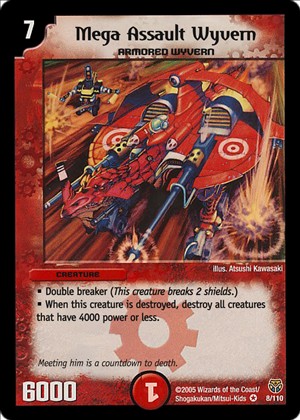 7
Mega Assault Wyvern
ARMORED WYVERN
illus. Atsushi Kawasaki
CREATURE
■ Double breaker (This creature breaks 2 shields.)
■ When this creature is destroyed, destroy all creatures
that have 4000 power or less.
Meeting him is a countdown to death.
6000
1
©2005 Wizards of the Coast/
Shogakukan/Mitsui-Kids ✪ 8/110